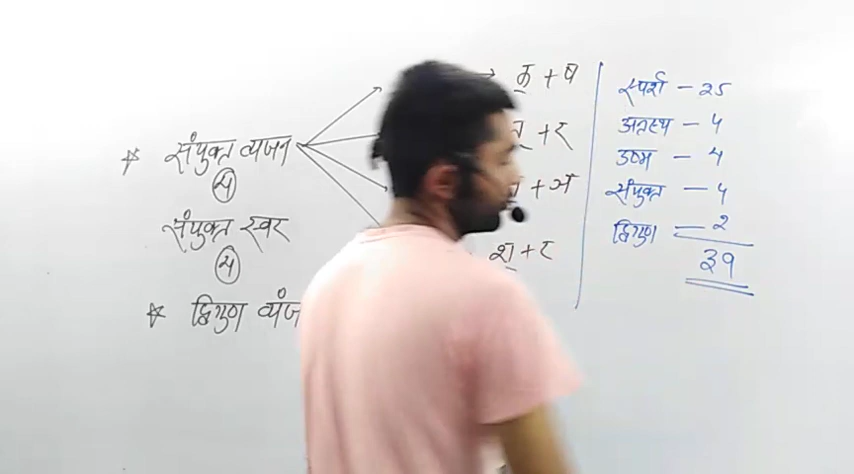 * संयुक्त व्यंजन
4
संयुक्त स्वर
4
* द्विगुण व्यंज
क् + ष
+ र
+ ञ
श् + र
स्पर्श – 25
अन्तस्थ – 4
उष्म – 4
संयुक्त – 4
द्विगुण – 2
39